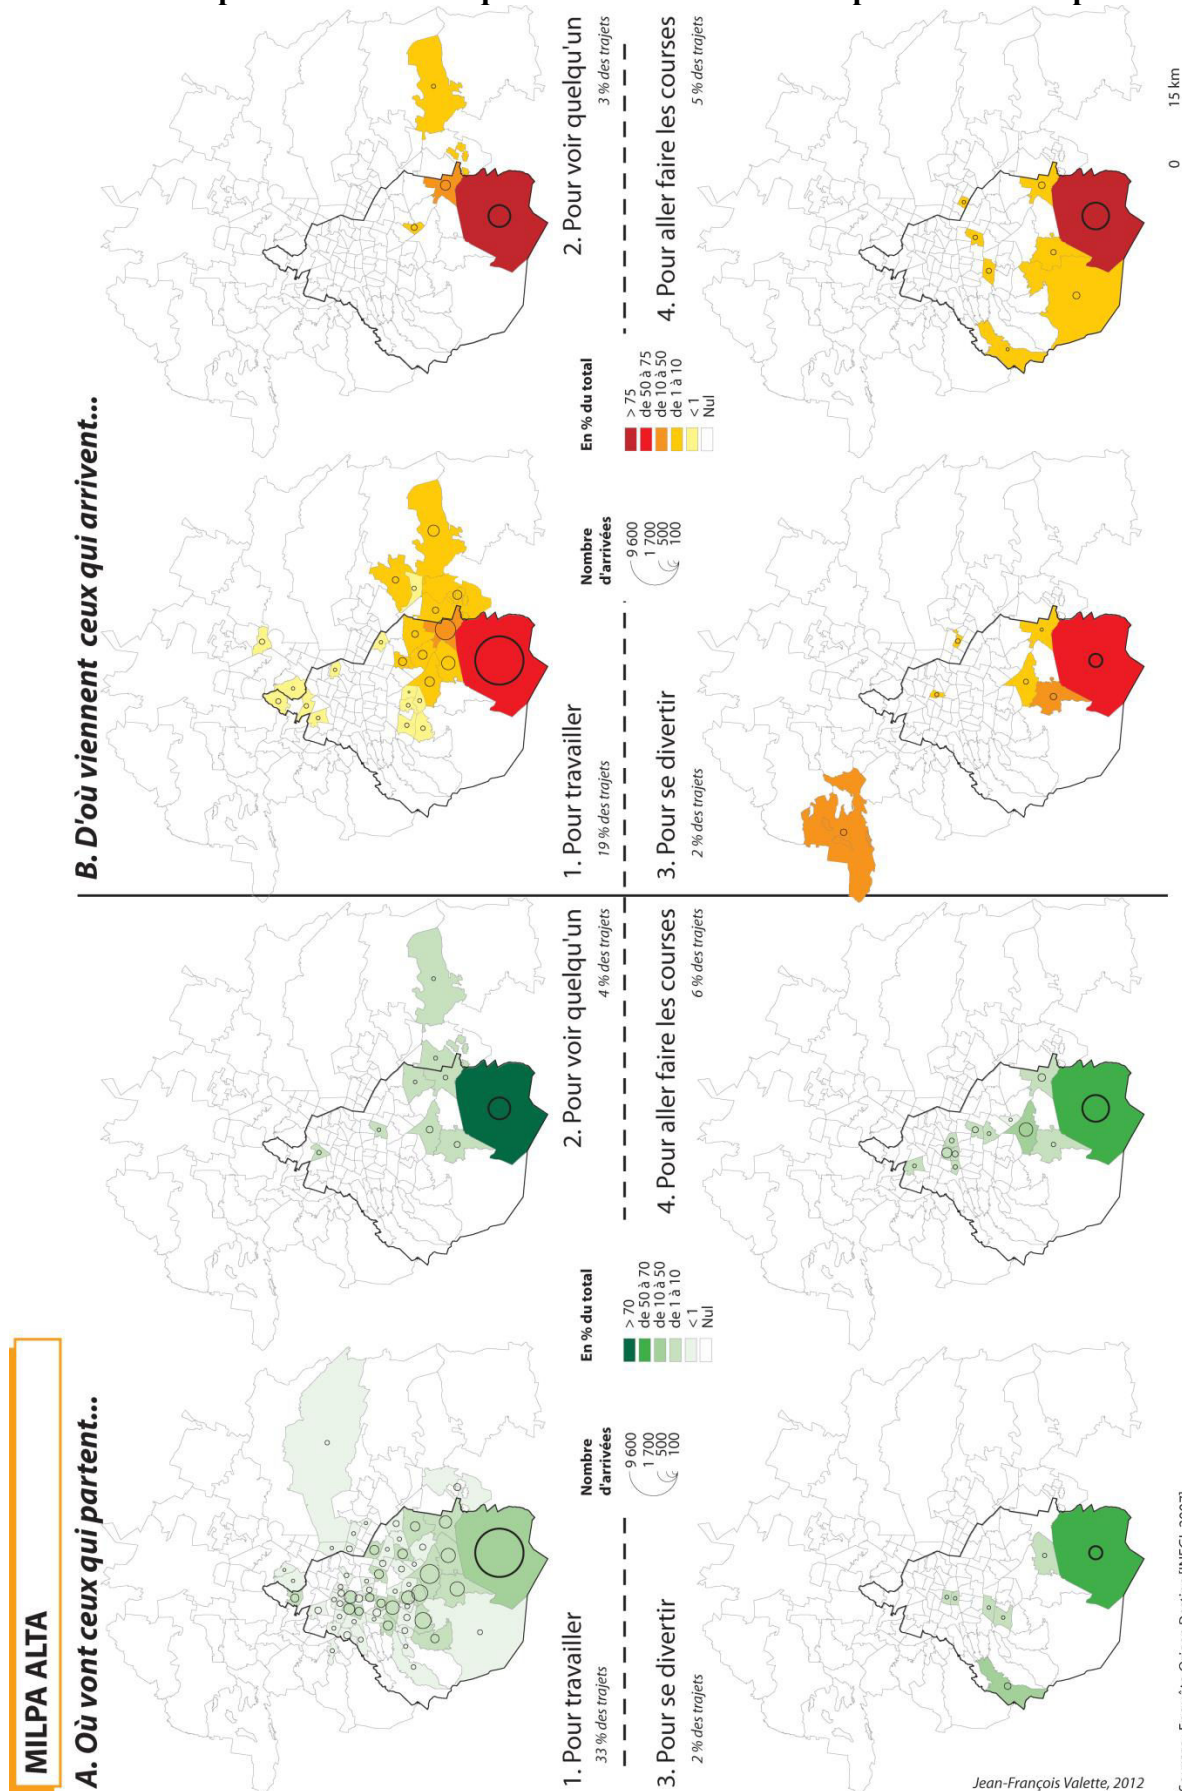 MILPA ALTA
A. Où vont ceux qui partent...
B. D'où viennent ceux qui arrivent...
1. Pour travailler
33 % des trajets
Nombre
d'arrivées
9 600
1 700
500
100
En % du total
> 70
de 50 à 70
de 10 à 50
de 1 à 10
< 1
Nul
2. Pour voir quelqu'un
4 % des trajets
3. Pour se divertir
2 % des trajets
4. Pour aller faire les courses
6 % des trajets
1. Pour travailler
19 % des trajets
Nombre
d'arrivées
9 600
1 700
500
100
En % du total
> 75
de 50 à 75
de 10 à 50
de 1 à 10
< 1
Nul
2. Pour voir quelqu'un
3 % des trajets
3. Pour se divertir
2 % des trajets
4. Pour aller faire les courses
5 % des trajets
Jean-François Valette, 2012
0 15 km